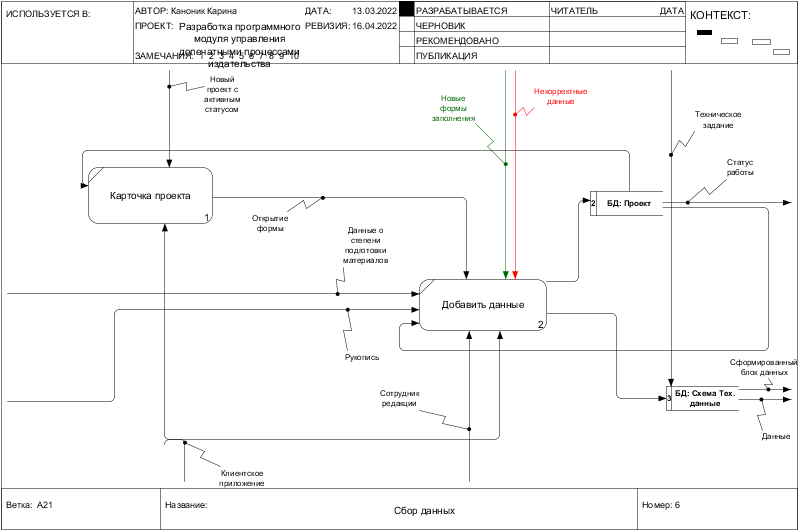 ИСПОЛЬЗУЕТСЯ В:
АВТОР: Каноник Карина
ДАТА: 13.03.2022
ПРОЕКТ: Разработка программного
модуля управления
допечатными процессами
издательства
РЕВИЗИЯ: 16.04.2022
ЗАМЕЧАНИЯ: 1 2 3 4 5 6 7 8 9 10
РАЗРАБАТЫВАЕТСЯ
ЧЕРНОВИК
РЕКОМЕНДОВАНО
ПУБЛИКАЦИЯ
ЧИТАТЕЛЬ
ДАТА
КОНТЕКСТ:
Новый
проект с
активным
статусом
Новые
формы
заполнения
Некорректные
данные
Техническое
задание
Статус
работы
Карточка проекта
1
2
БД: Проект
Открытие
формы
Данные о
степени
подготовки
материалов
Добавить данные
2
Рукопись
Сотрудник
редакции
Сформированный
блок данных
3
БД: Схема Тех.
данные
Данные
Клиентское
приложение
Ветка: A21
Название:
Сбор данных
Номер: 6